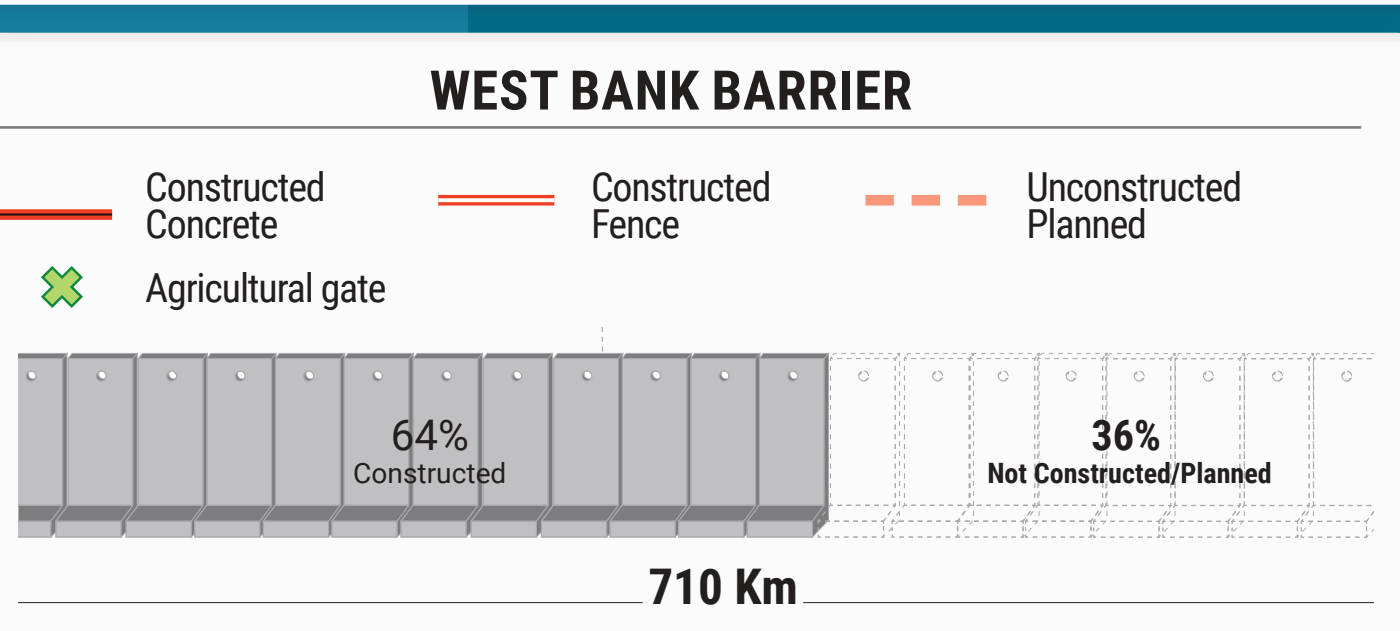 WEST BANK BARRIER
Constructed
Concrete
Constructed
Fence
Unconstructed
Planned
Agricultural gate
64%
Constructed
36%
Not Constructed/Planned
710 Km